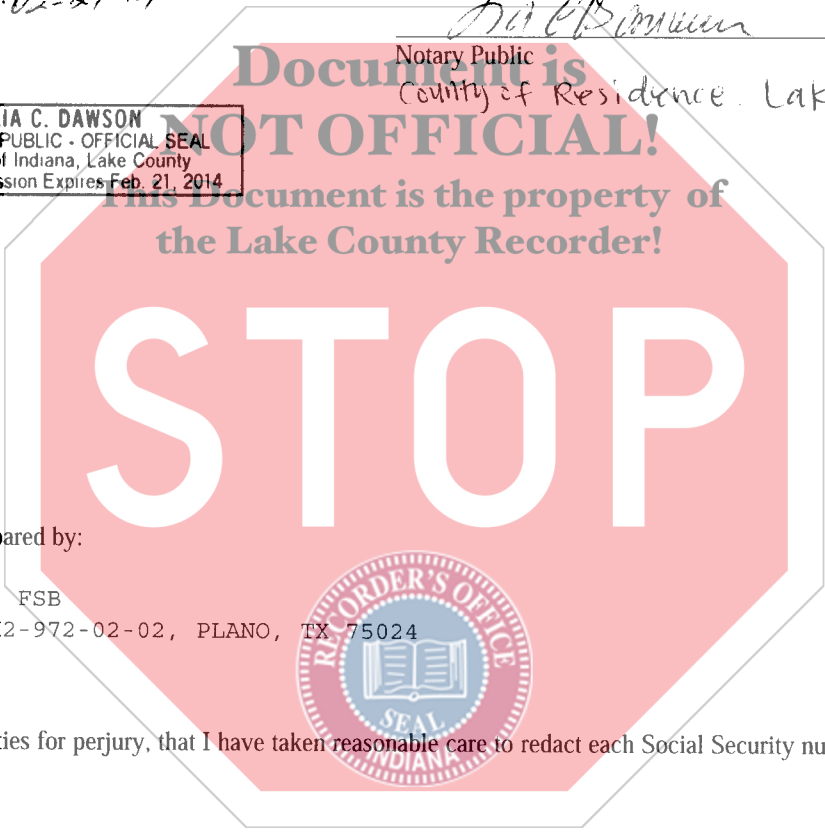 Document is
Notary Public
County of Residence Lak
IA C. DAWSON
PUBLIC - OFFICIAL SEAL
of Indiana, Lake County
ssion Expires Feb. 21, 2014
NOT OFFICIAL!
This Document is the property of
the Lake County Recorder!
STOP
pared by:
FSB
2-972-02-02, PLANO, TX 75024
RECORDER'S OFFICE
SEAL
INDIANA
ties for perjury, that I have taken reasonable care to redact each Social Security nu